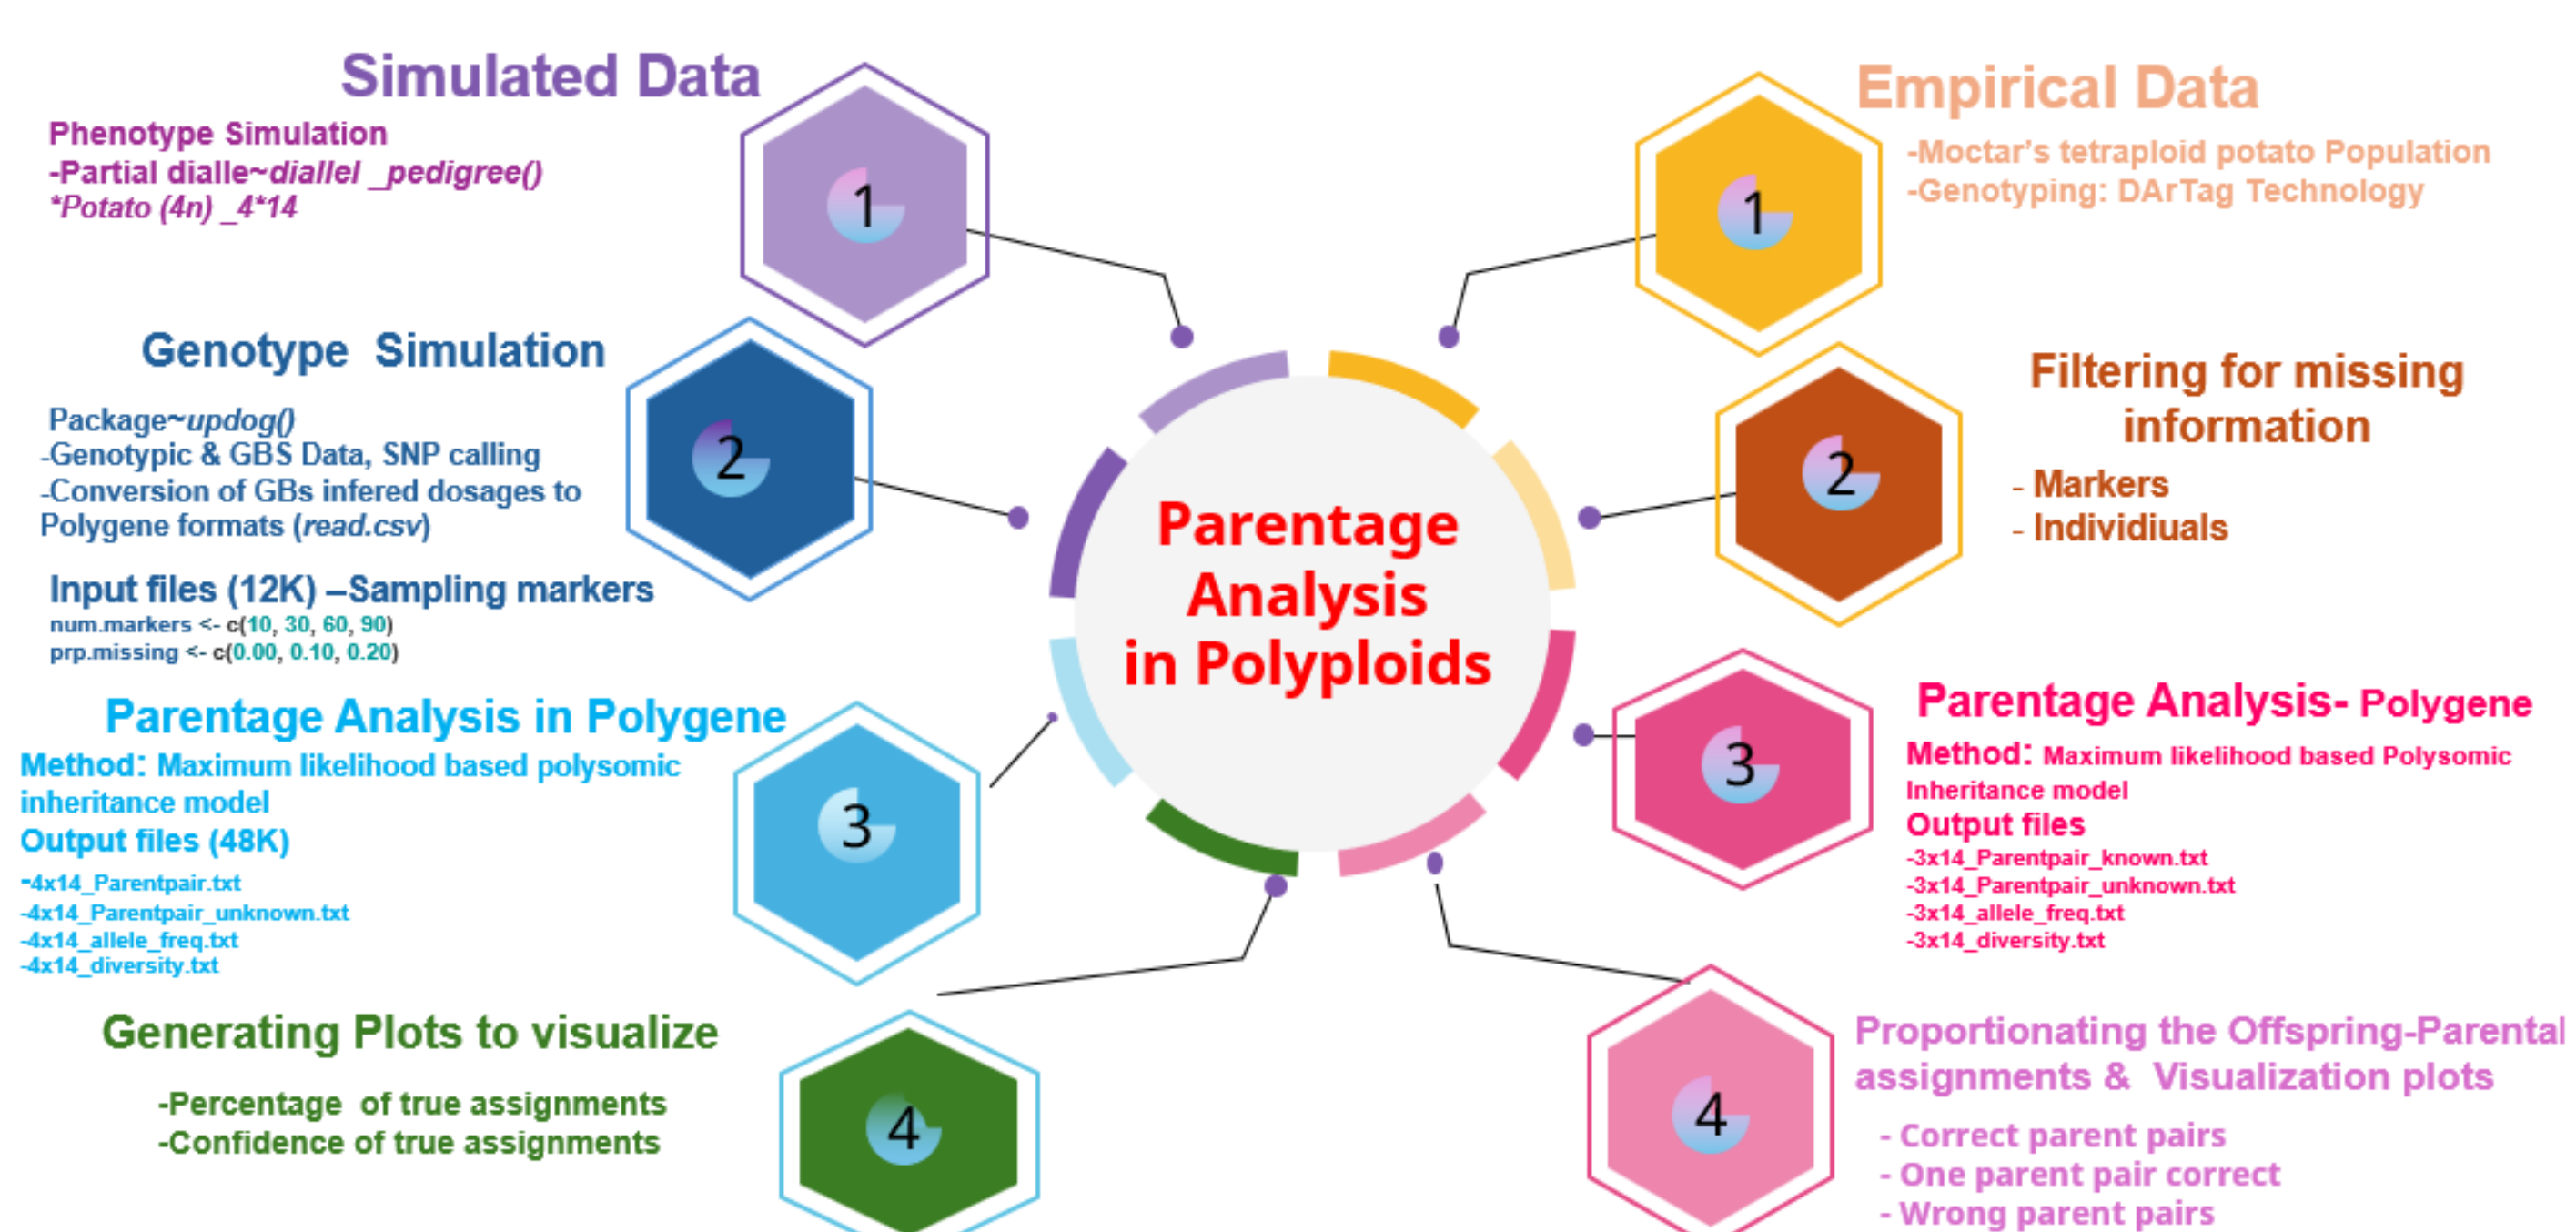 Simulated Data
Phenotype Simulation
-Partial dialle~diallel _pedigree()
*Potato (4n) _4*14
1
Genotype  Simulation
Package~updog()
-Genotypic & GBS Data, SNP calling
-Conversion of GBs infered dosages to
Polygene formats (read.csv)
2
Input files (12K) –Sampling markers
num.markers <- c(10, 30, 60, 90)
prp.missing <- c(0.00, 0.10, 0.20)
Parentage Analysis in Polygene
Method: Maximum likelihood based polysomic
inheritance model
Output files (48K)
-4x14_Parentpair.txt
-4x14_Parentpair_unknown.txt
-4x14_allele_freq.txt
-4x14_diversity.txt
3
Generating Plots to visualize
-Percentage  of true assignments
-Confidence of true assignments
4
Parentage
Analysis
in Polyploids
1
Empirical Data
-Moctar’s tetraploid potato Population
-Genotyping: DArTag Technology
2
Filtering for missing
information
- Markers
- Individiuals
3
Parentage Analysis- Polygene
Method: Maximum likelihood based Polysomic
Inheritance model
Output files
-3x14_Parentpair_known.txt
-3x14_Parentpair_unknown.txt
-3x14_allele_freq.txt
-3x14_diversity.txt
4
Proportionating the Offspring-Parental
assignments &  Visualization plots
- Correct parent pairs
- One parent pair correct
- Wrong parent pairs